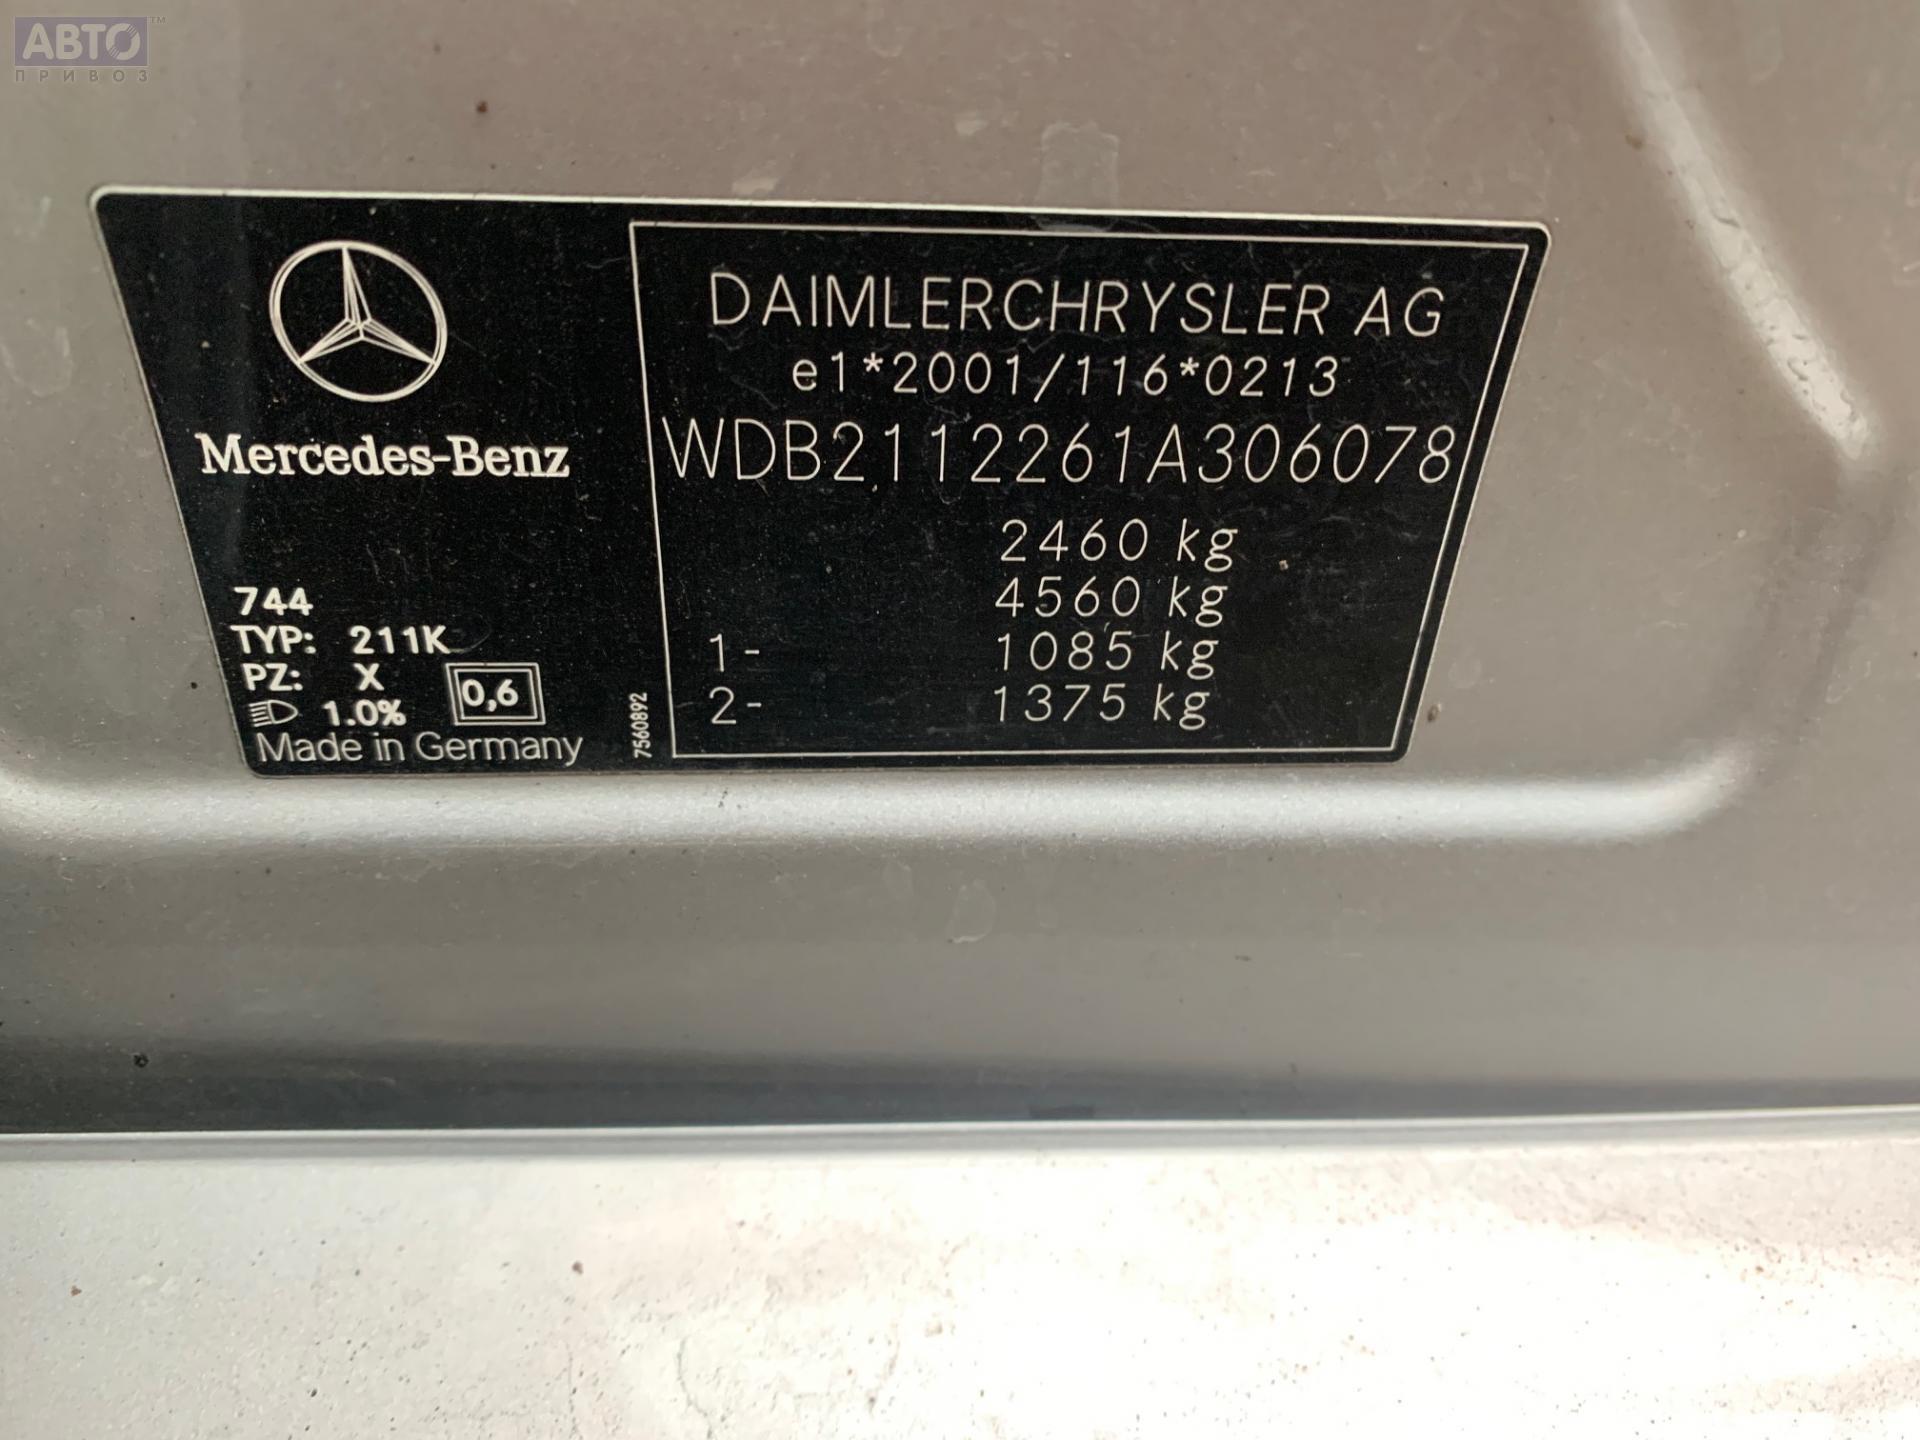 АВТО™
ПРИВОЗ
Mercedes-Benz
744
TYP: 211K
PZ: X
1.0%
0,6
Made in Germany
7560892
DAIMLERCHRYSLER AG
e1*2001/116*0213
WDB2112261A306078
2460 kg
4560 kg
1- 1085 kg
2- 1375 kg